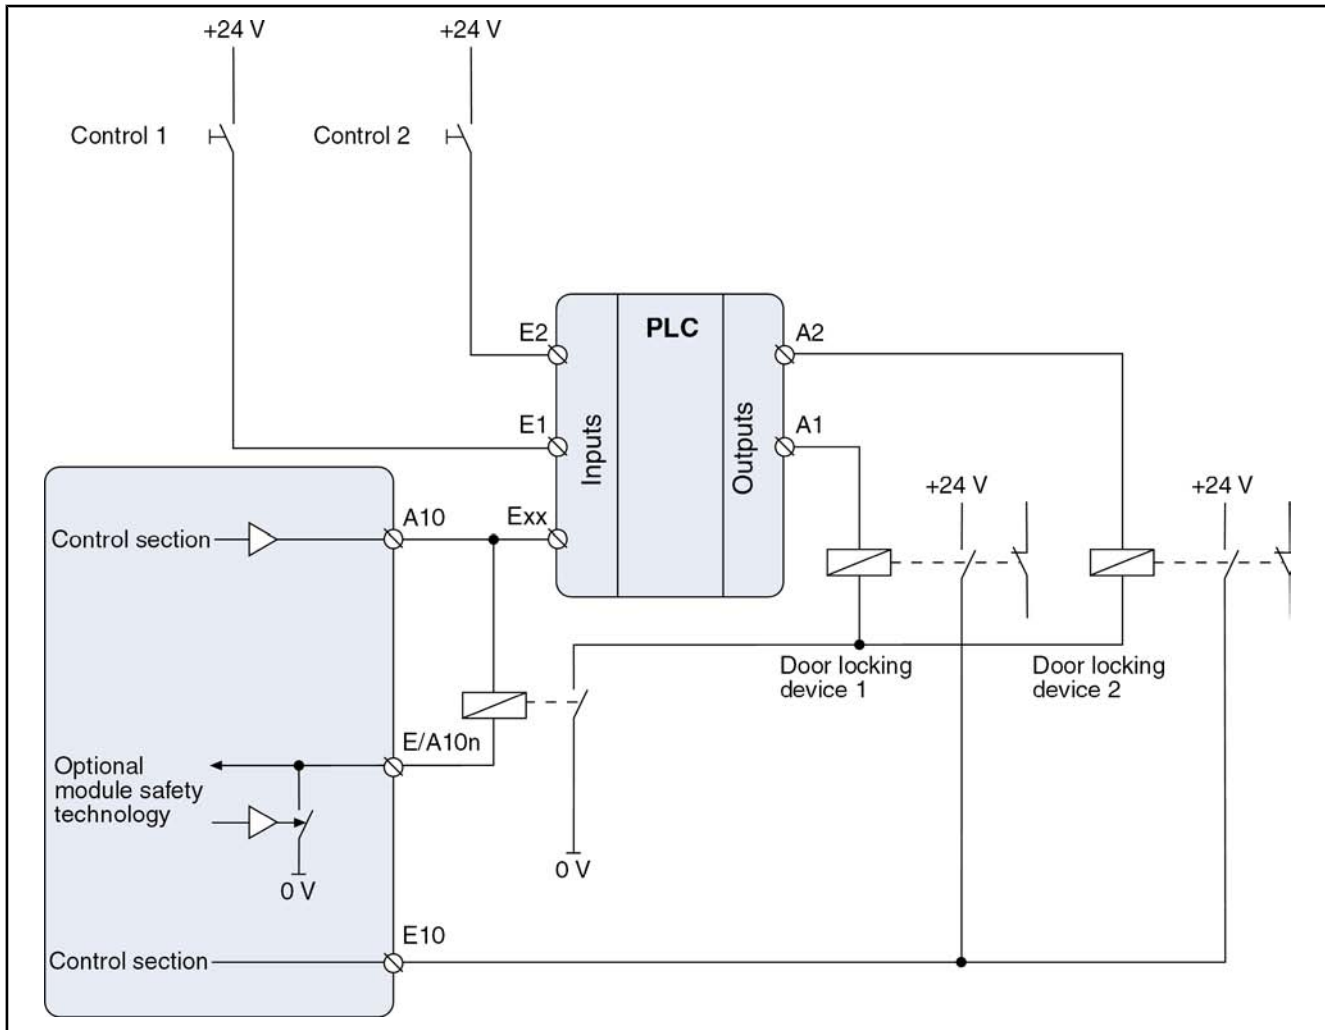 +24 V
+24 V
Control 1
Control 2
E2
PLC
A2
E1
Inputs
Outputs
A1
+24 V
+24 V
Control section
A10
Exx
Door locking
device 1
Door locking
device 2
E/A10n
Optional
module safety
technology
0 V
0 V
E10
Control section